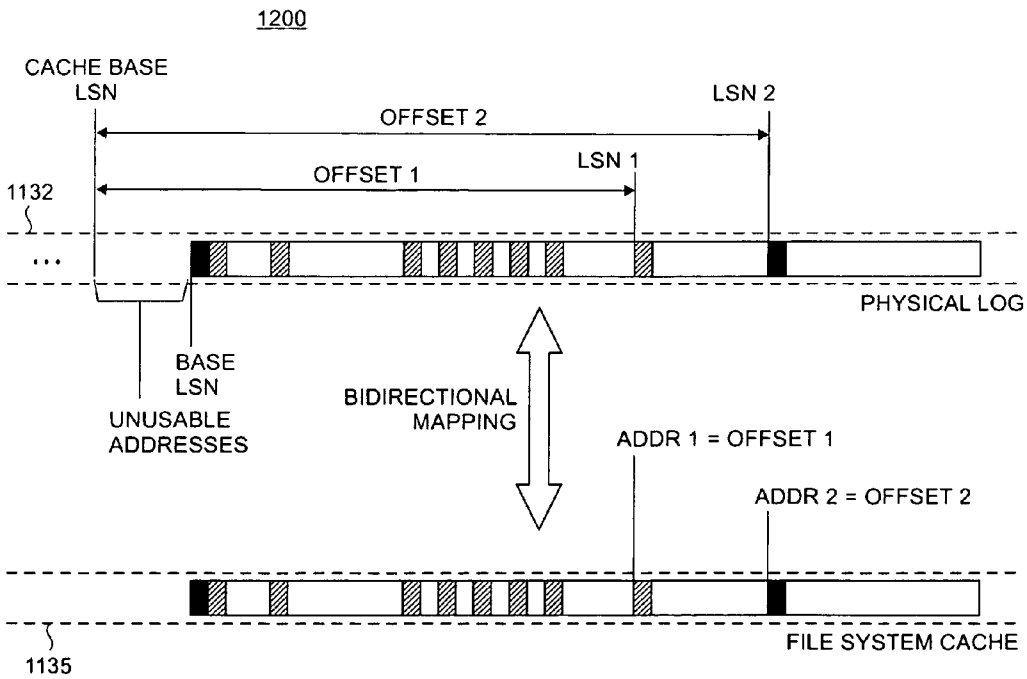 1200
CACHE BASE
LSN
LSN 2
OFFSET 2
LSN 1
OFFSET 1
1132
...
PHYSICAL LOG
BASE
LSN
UNUSABLE
ADDRESSES
BIDIRECTIONAL
MAPPING
ADDR 1 = OFFSET 1
ADDR 2 = OFFSET 2
FILE SYSTEM CACHE
1135